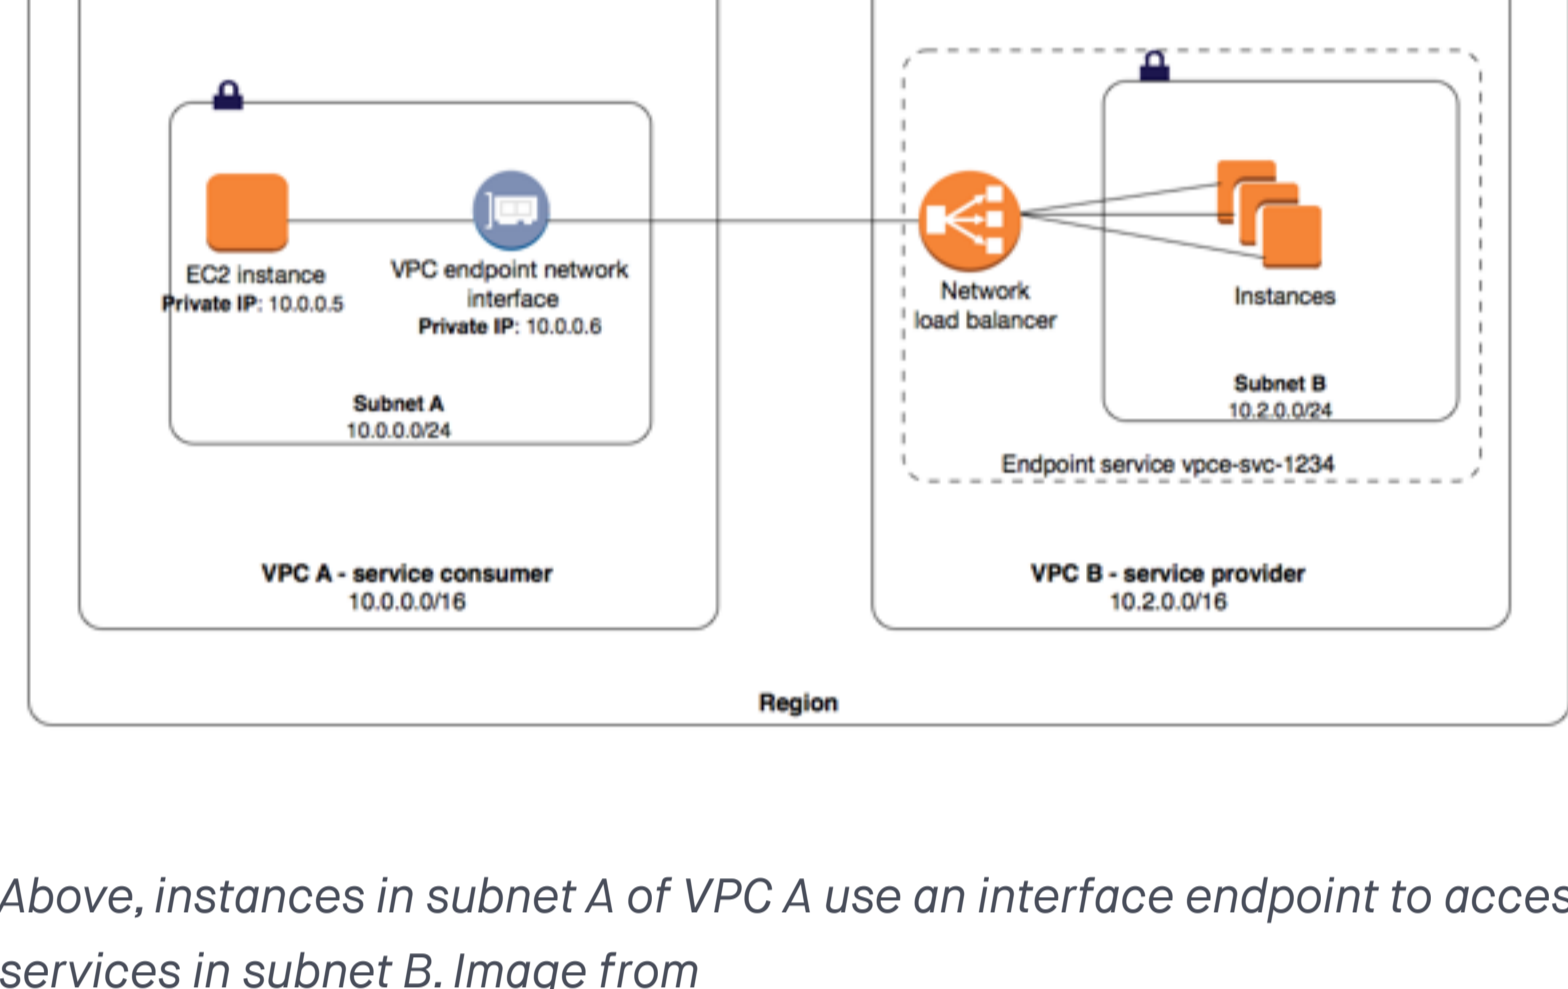 EC2 instance
Private IP: 10.0.0.5
VPC endpoint network
interface
Private IP: 10.0.0.6
Subnet A
10.0.0.0/24
VPC A - service consumer
10.0.0.0/16
Network
load balancer
Instances
Subnet B
10.2.0.0/24
Endpoint service vpce-svc-1234
VPC B - service provider
10.2.0.0/16
Region
Above, instances in subnet A of VPC A use an interface endpoint to acces
services in subnet B. Image from